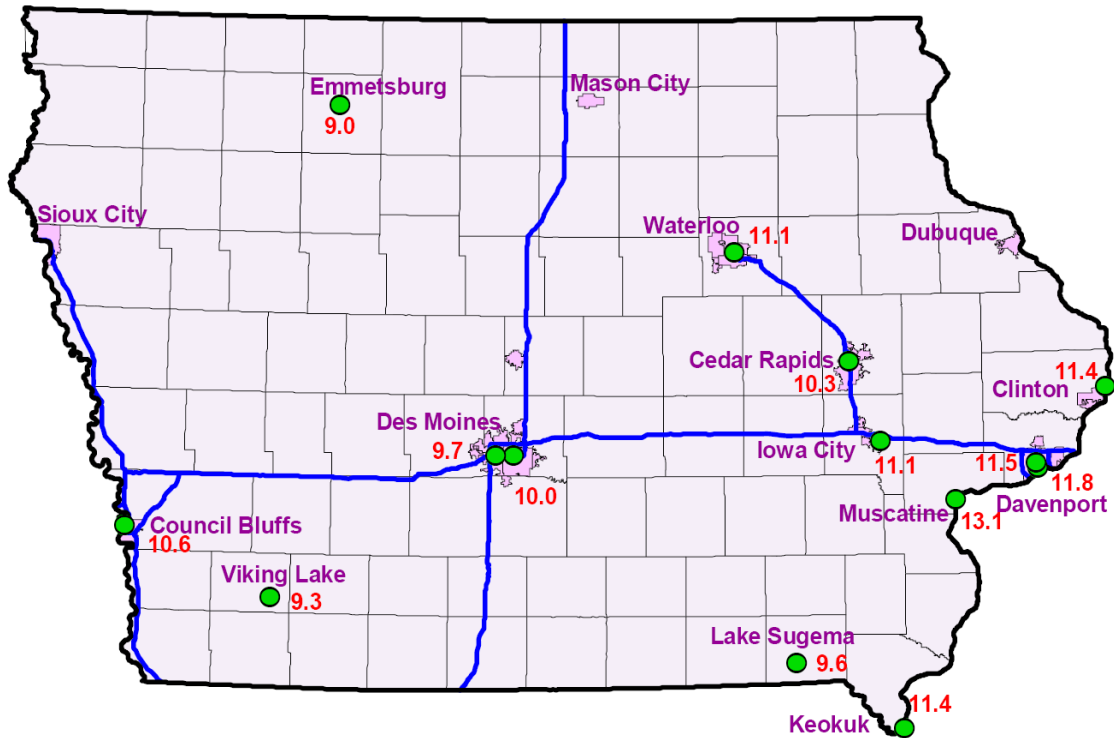 Emmetsburg
9.0
Mason City
Sioux City
Waterloo
11.1
Dubuque
Cedar Rapids
10.3
11.4
Clinton
Des Moines
9.7
10.0
Iowa City
11.1
11.5
11.8
Davenport
Muscatine
13.1
Council Bluffs
10.6
Viking Lake
9.3
Lake Sugema
9.6
11.4
Keokuk